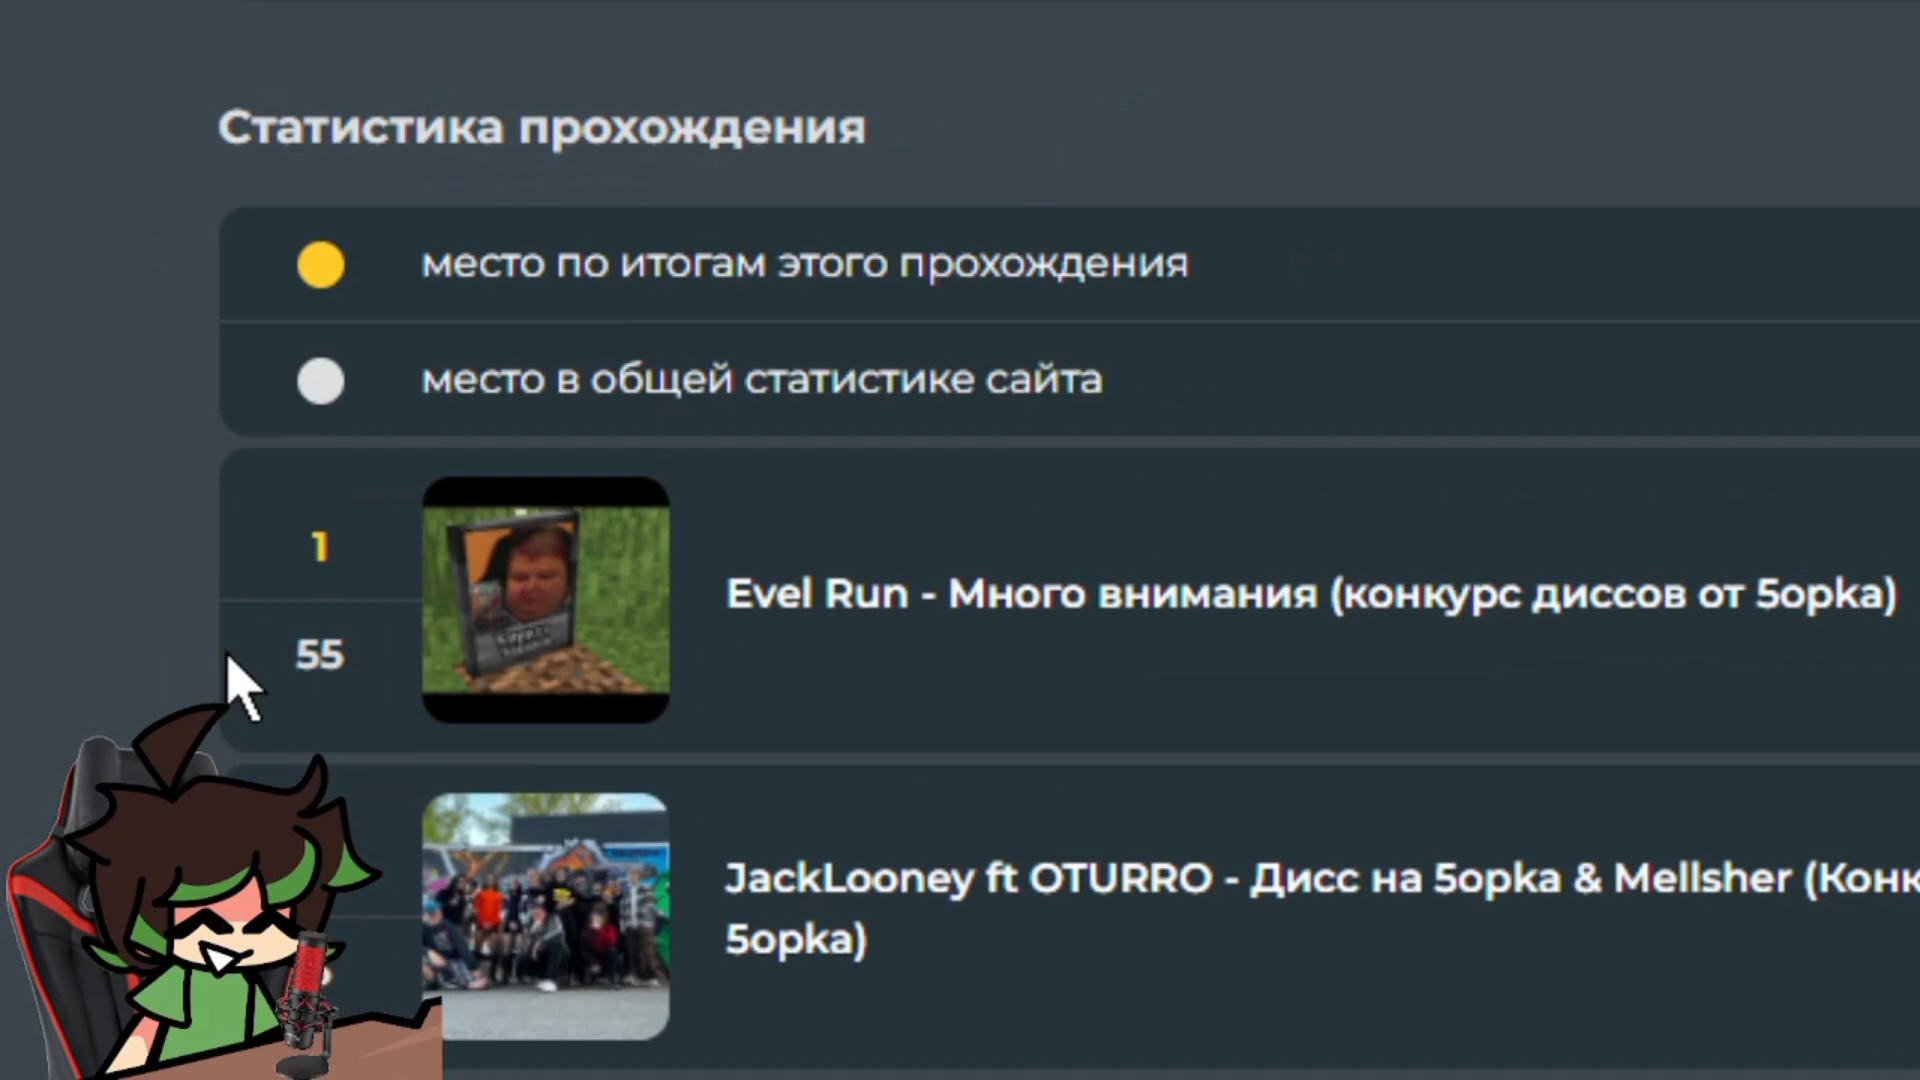 Статистика прохождения
место по итогам этого прохождения
место в общей статистике сайта
1
55
Evel Run - Много внимания (конкурс диссов от 5opka)
JackLooney ft OTURRO - Дисс на 5opka & Mellsher (Конк
5opka)